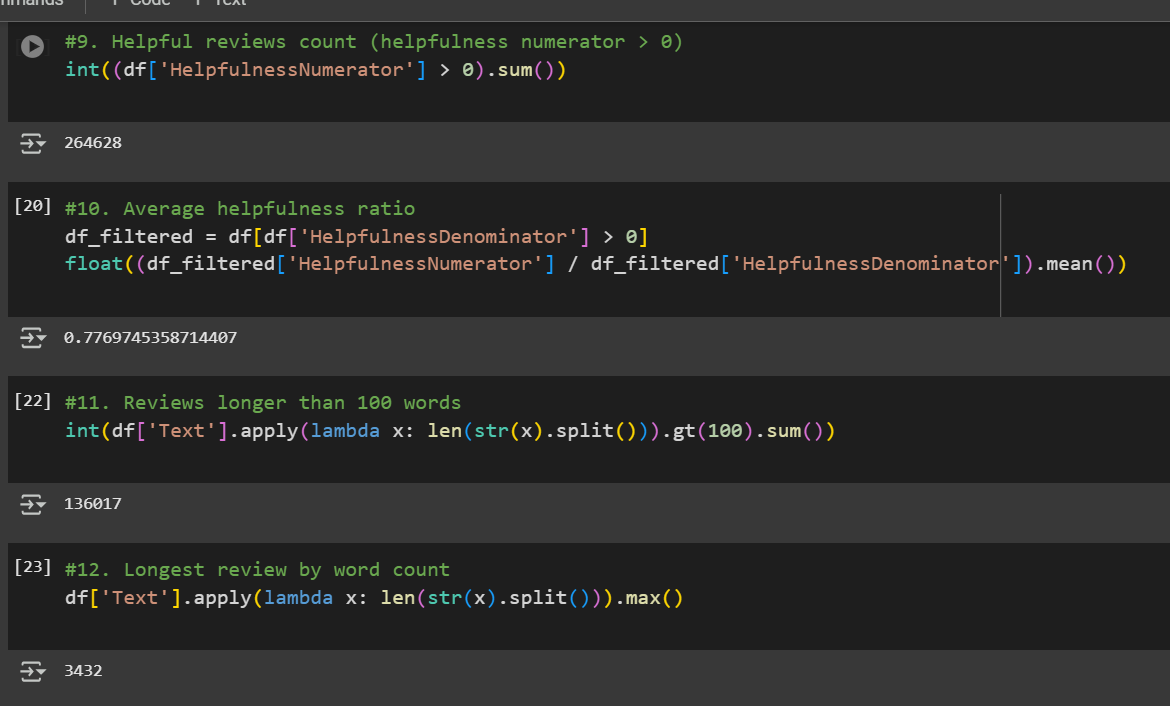 #9. Helpful reviews count (helpfulness numerator > 0)
int((df['HelpfulnessNumerator'] > 0).sum())
264628
[20] #10. Average helpfulness ratio
df_filtered = df[df['HelpfulnessDenominator'] > 0]
float((df_filtered['HelpfulnessNumerator'] / df_filtered['HelpfulnessDenominator']).mean())
0.7769745358714407
[22] #11. Reviews longer than 100 words
int(df['Text'].apply(lambda x: len(str(x).split())).gt(100).sum())
136017
[23] #12. Longest review by word count
df['Text'].apply(lambda x: len(str(x).split())).max()
3432